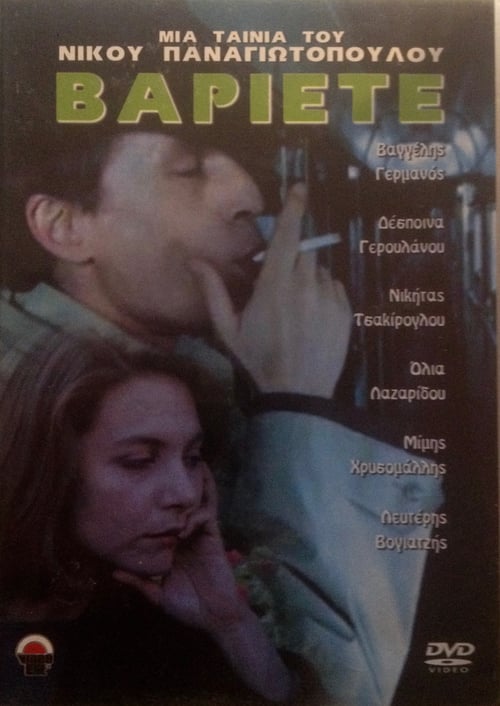 ΜΙΑ ΤΑΙΝΙΑ ΤΟΥ
ΝΙΚΟΥ ΠΑΝΑΓΙΩΤΟΠΟΥΛΟΥ
ΒΑΡΙΕΤΕ
Βαγγέλης
Γερμανός
Δέσποινα
Γερουλάνου
Νικήτας
Τσακίρογλου
Όλια
Λαζαρίδου
Μίμης
Χρυσομάλλης
Λευτέρης
Βογιατζής
DVD
VIDEO